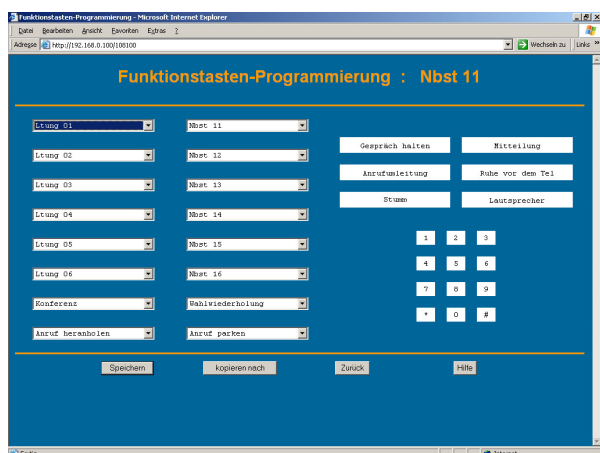 Funktionstasten-Programmierung - Microsoft Internet Explorer
Datei Bearbeiten Ansicht Favoriten Extras ?
Adresse http://192.168.0.100/108100 Wechseln zu Links »
Funktionstasten-Programmierung : Nbst 11
Ltung 01 Nbst 11
Gespräch halten Mitteilung
Ltung 02 Nbst 12
Anrufumleitung Ruhe vor dem Tel
Ltung 03 Nbst 13
Stumm Lautsprecher
Ltung 04 Nbst 14
1 2 3
Ltung 05 Nbst 15
4 5 6
Ltung 06 Nbst 16
7 8 9
Konferenz Wahlwiederholung
* 0 #
Anruf heranholen Anruf parken
Speichern kopieren nach Zurück Hilfe
Fertig Internet